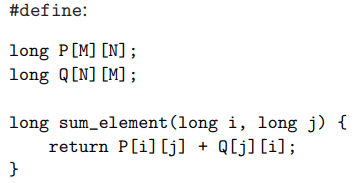 #define:
long P[M][N];
long Q[N][M];
long sum_element(long i, long j) {
    return P[i][j] + Q[j][i];
}